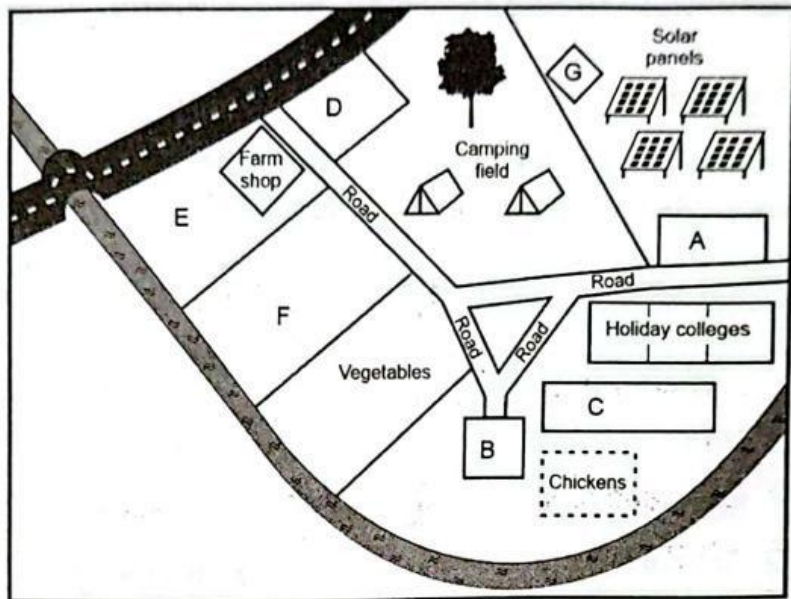 Solar
panels
G
D
Camping
field
Farm
shop
Road
E
A
Road
F
Holiday colleges
Road
Road
Vegetables
C
B
Chickens